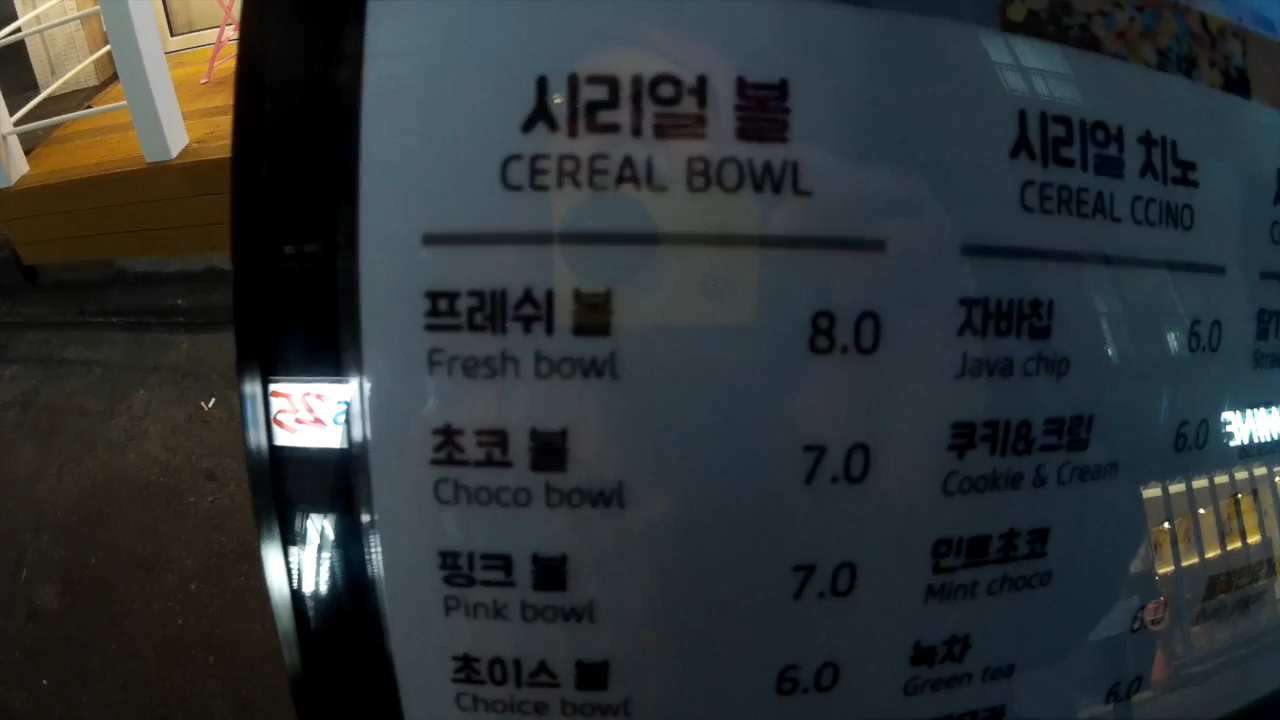 시리얼 볼
CEREAL BOWL
프레쉬 볼 8.0
Fresh bowl
초코 볼 7.0
Choco bowl
핑크 볼 7.0
Pink bowl
초이스 볼 6.0
Choice bowl
시리얼 치노
CEREAL CCINO
자바칩 6.0
Java chip
쿠키&크림 6.0
Cookie & Cream
민트초코 6.0
Mint choco
녹차 6.0
Green tea